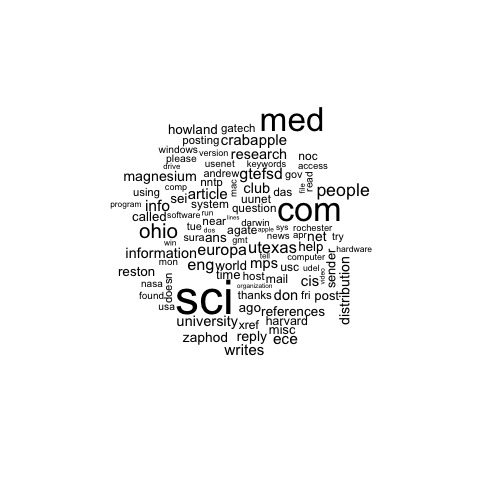 med
howland gatech
posting crabapple
windows version research noc
please usenet keywords access
drive andrew gtefsd gov
magnesium nntp mac club das file read people
using comp sei article uunet
program info system question com
called software run near lines darwin
ohio tue dos agate apple sys rochester
win sura ans gmt news apr net try
information europa utexas help hardware
mon eng world tell mps computer sender
reston time host mail usc udel video distribution
nasa doesn sci organization cis
found thanks don fri post
usa ago references
university xref harvard
zaphod reply misc
ece
writes